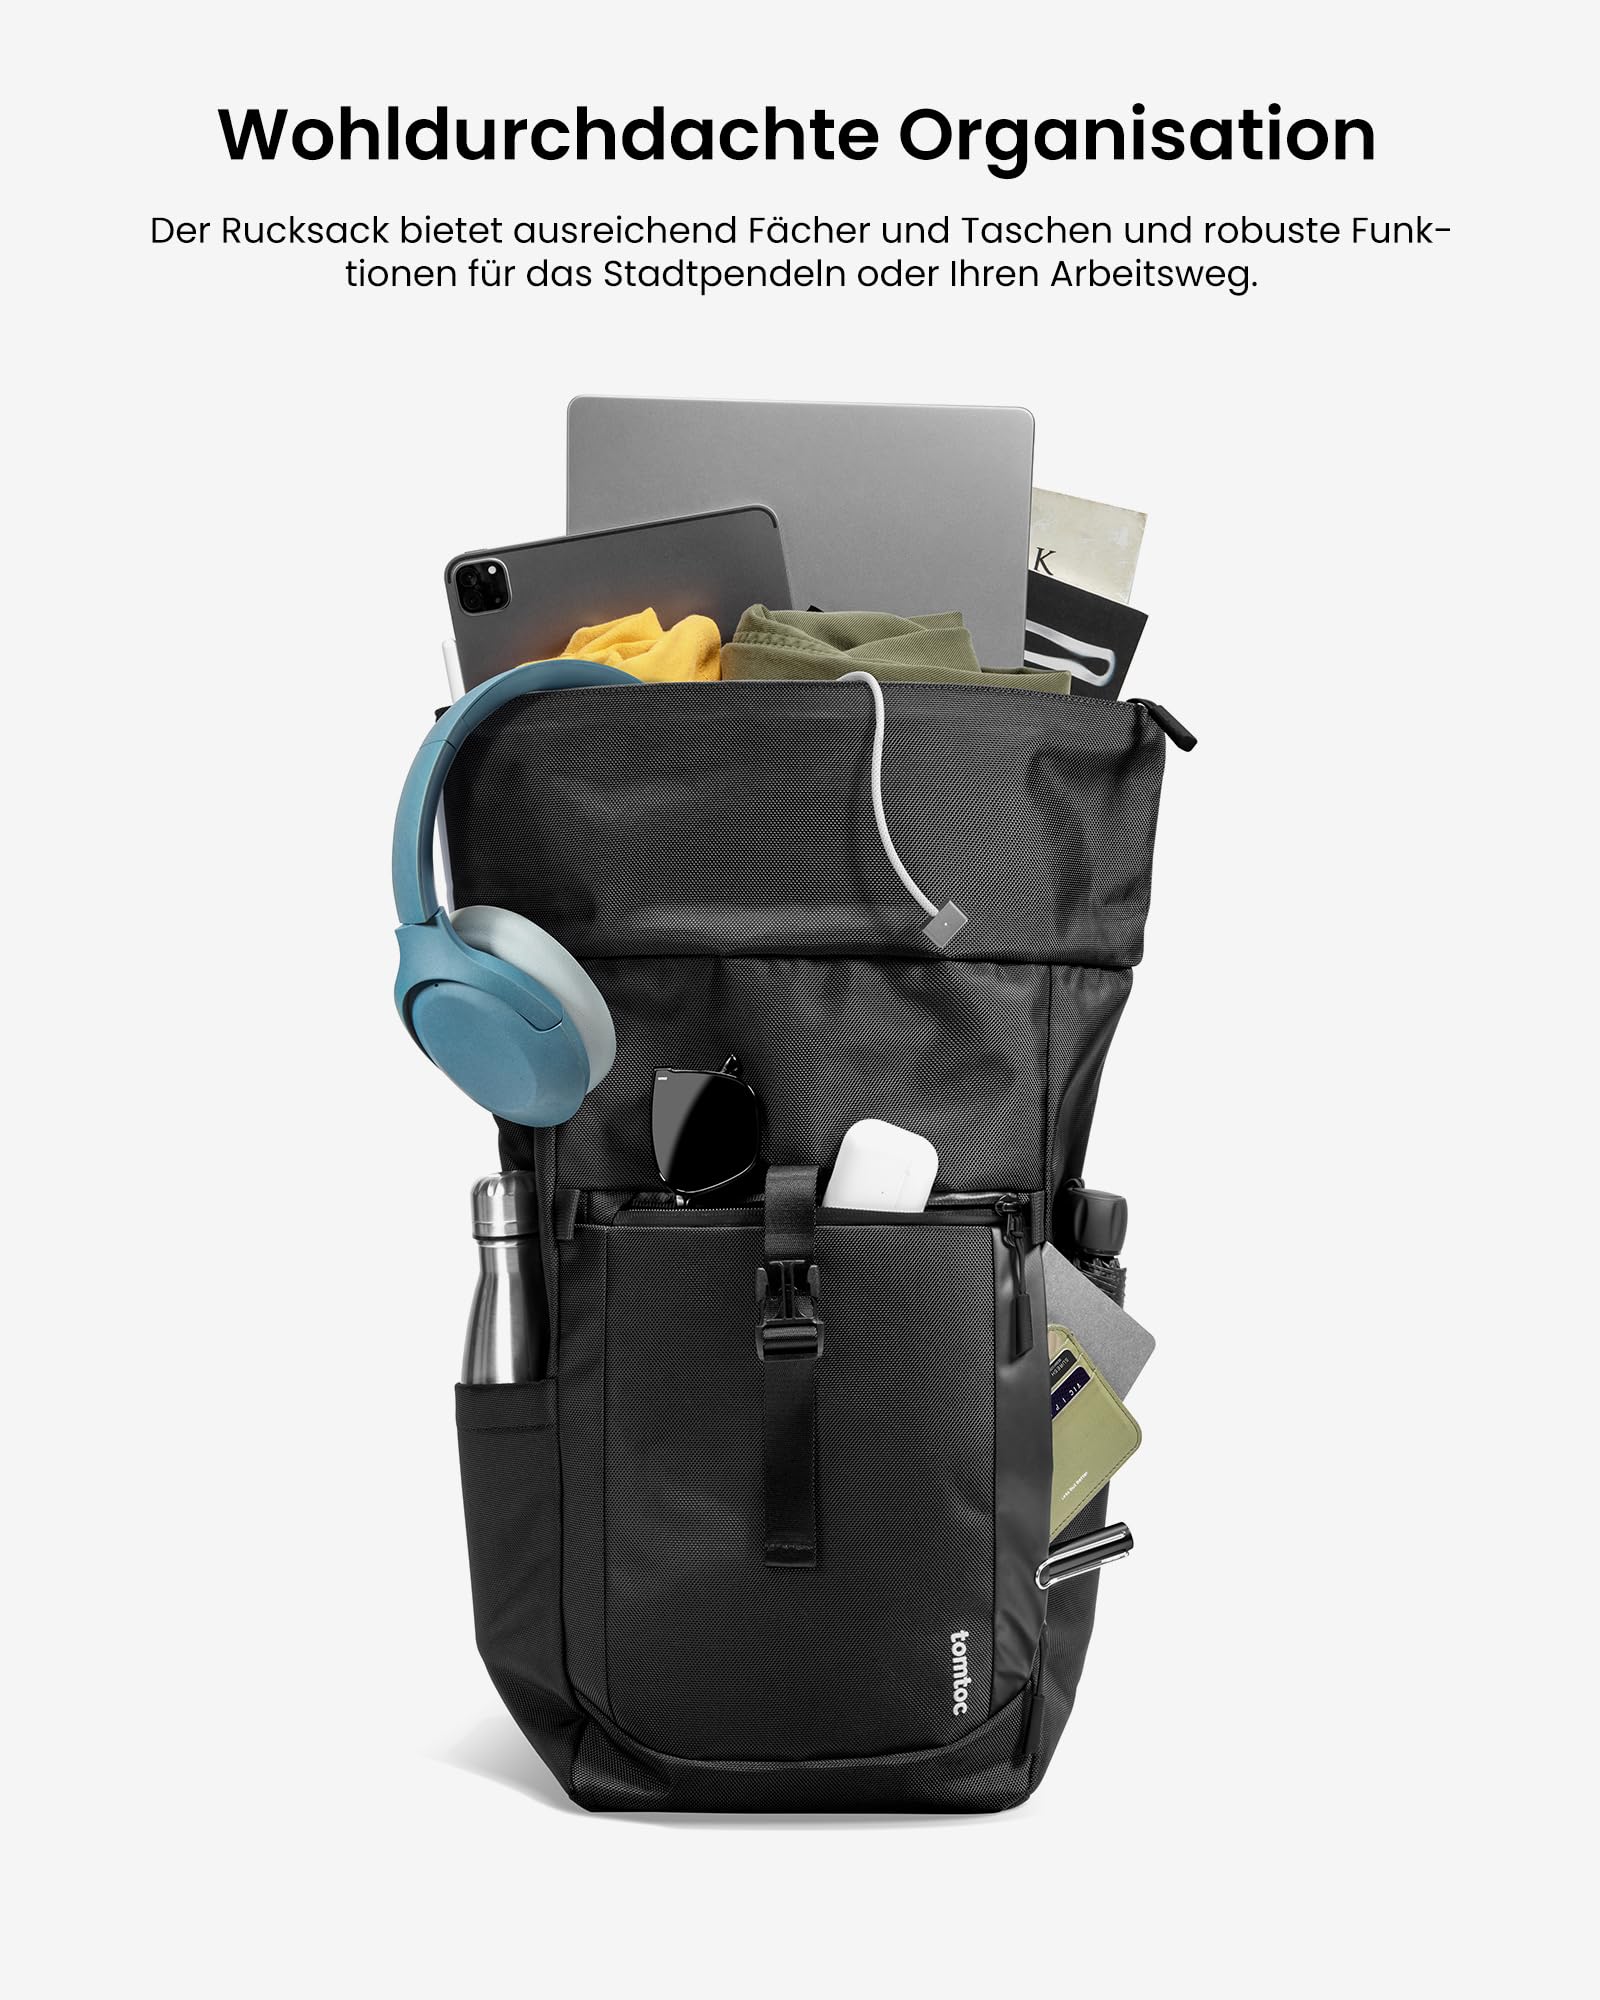 Wohldurchdachte Organisation
Der Rucksack bietet ausreichend Fächer und Taschen und robuste Funk-
tionen für das Stadtpendeln oder Ihren Arbeitsweg.
K
tomtoc